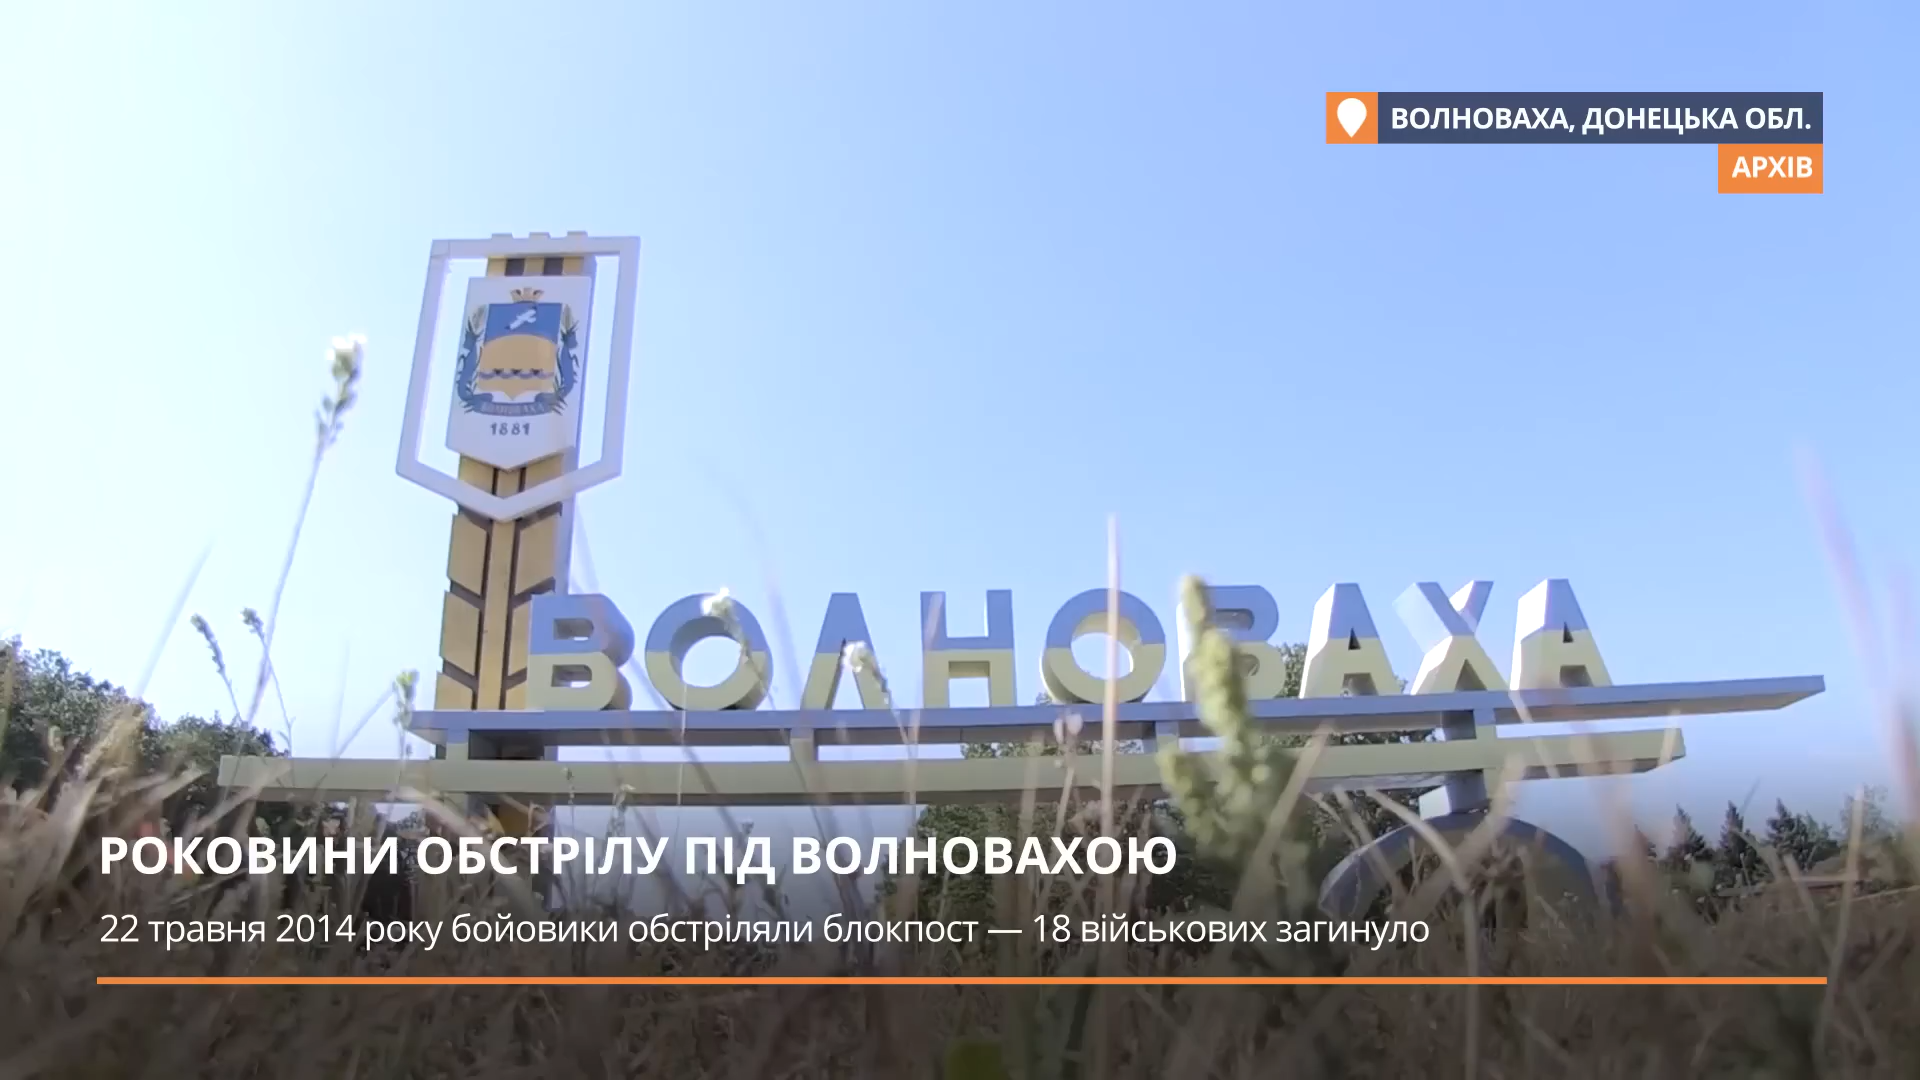 ВОЛНОВАХА, ДОНЕЦЬКА ОБЛ.
АРХІВ
ВОЛНОВАХА
1881
ВОЛНОВАХА
РОКОВИНИ ОБСТРІЛУ ПІД ВОЛНОВАХОЮ
22 травня 2014 року бойовики обстріляли блокпост — 18 військових загинуло